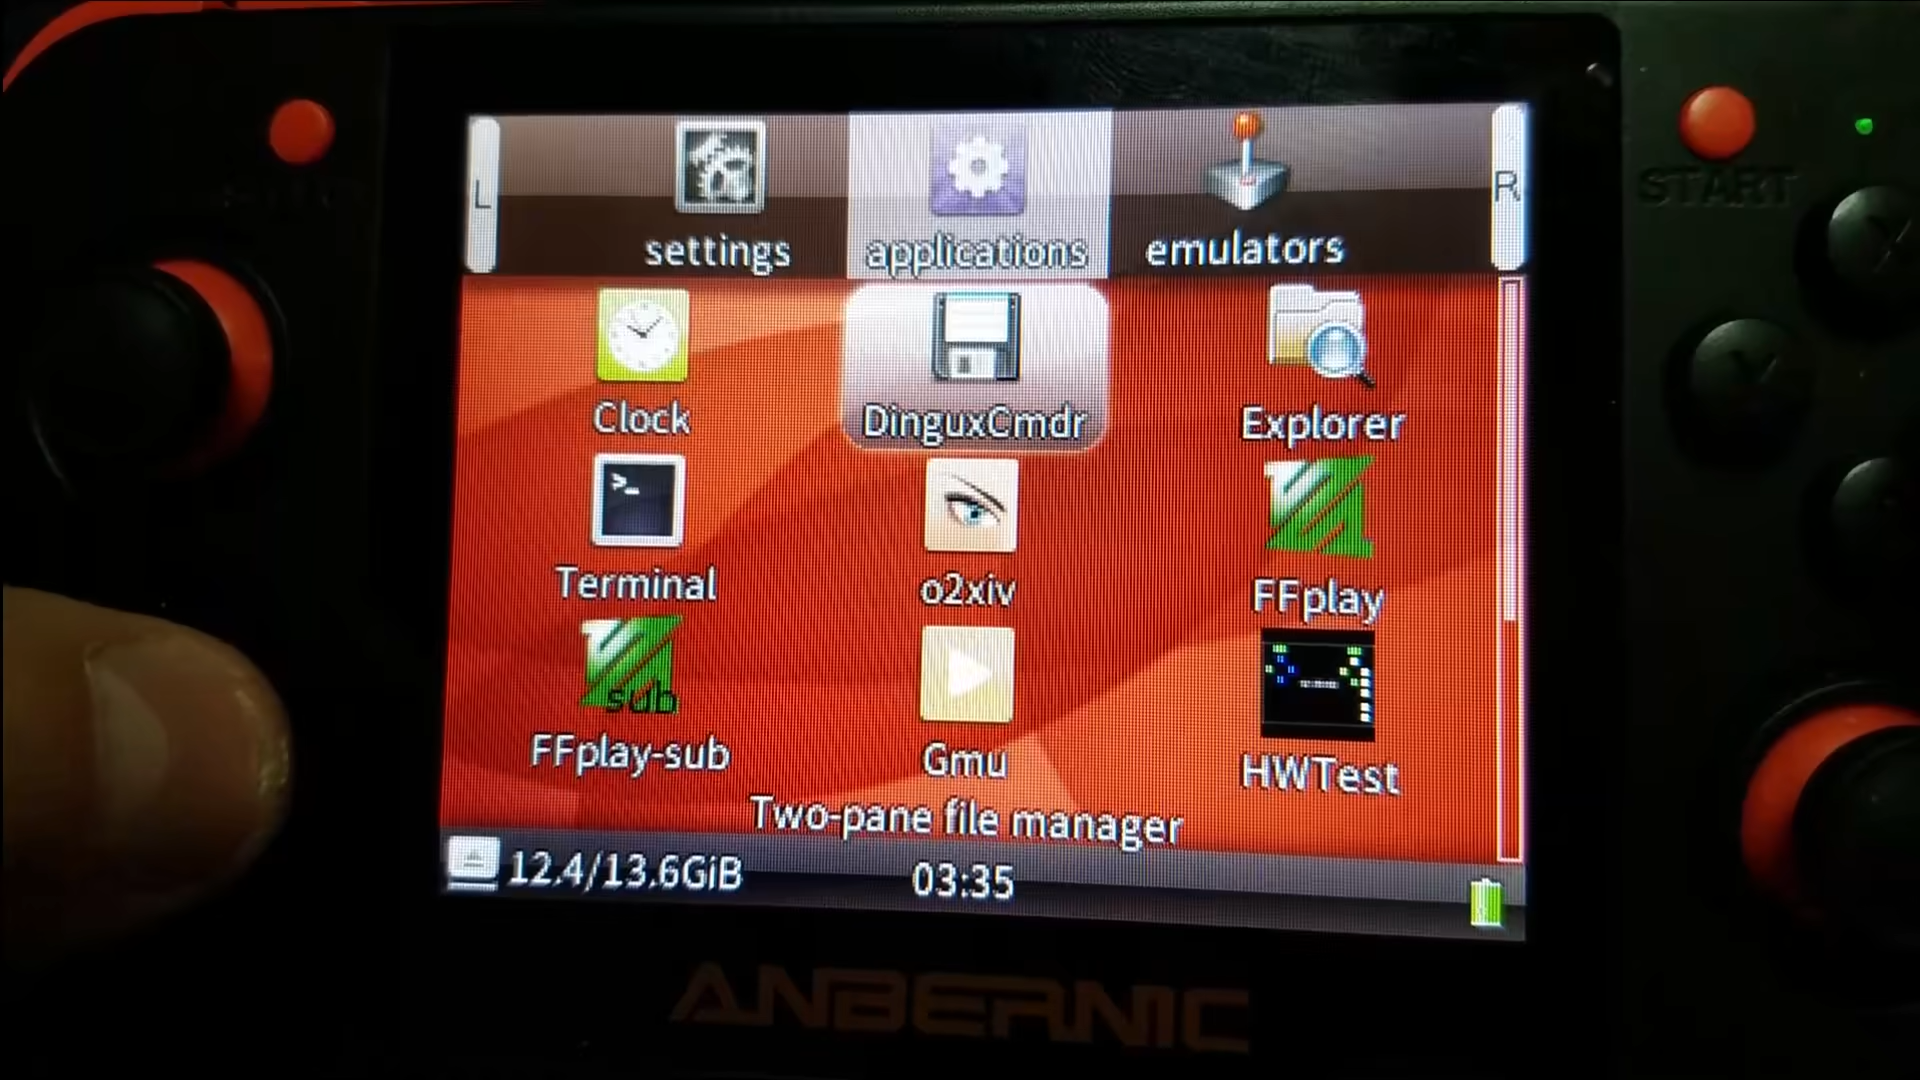 L
settings
applications
emulators
R
START
Clock
DinguxCmdr
Explorer
>_
Terminal
o2xiv
FFplay
sub
FFplay-sub
Gmu
HWTest
Two-pane file manager
12.4/13.6GiB
03:35
ANBERNIC